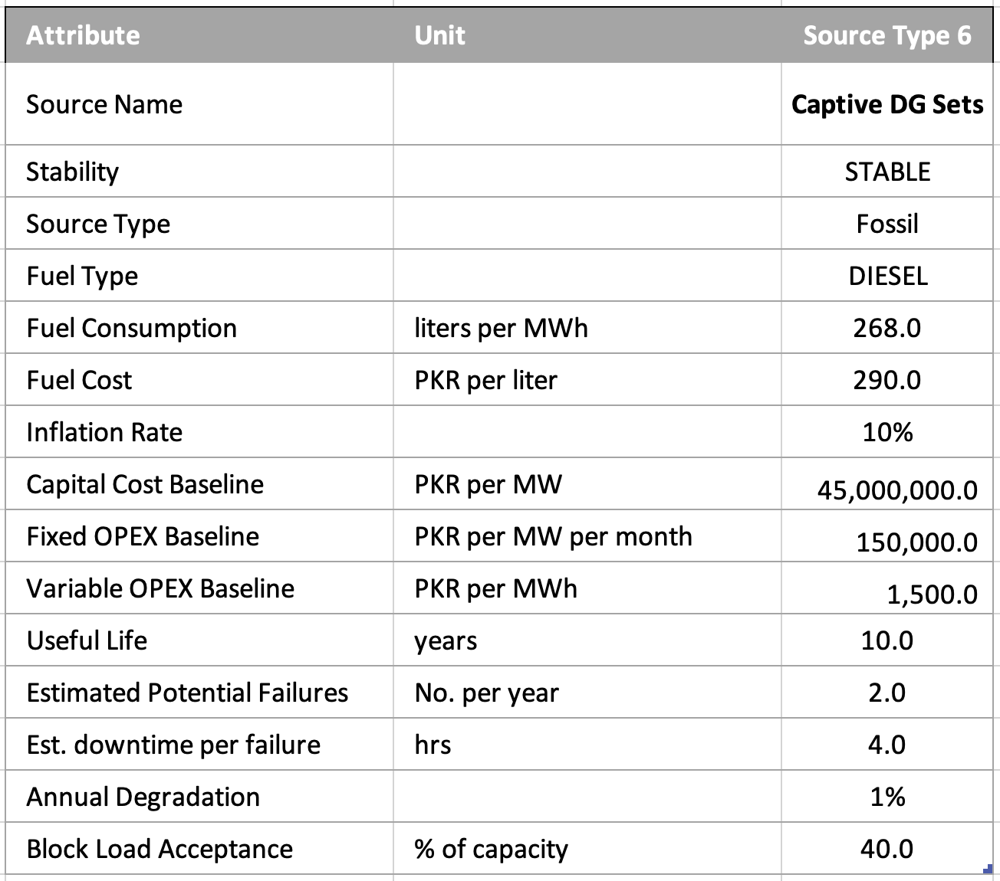 Attribute Unit Source Type 6
Source Name Captive DG Sets
Stability STABLE
Source Type Fossil
Fuel Type DIESEL
Fuel Consumption liters per MWh 268.0
Fuel Cost PKR per liter 290.0
Inflation Rate 10%
Capital Cost Baseline PKR per MW 45,000,000.0
Fixed OPEX Baseline PKR per MW per month 150,000.0
Variable OPEX Baseline PKR per MWh 1,500.0
Useful Life years 10.0
Estimated Potential Failures No. per year 2.0
Est. downtime per failure hrs 4.0
Annual Degradation 1%
Block Load Acceptance % of capacity 40.0